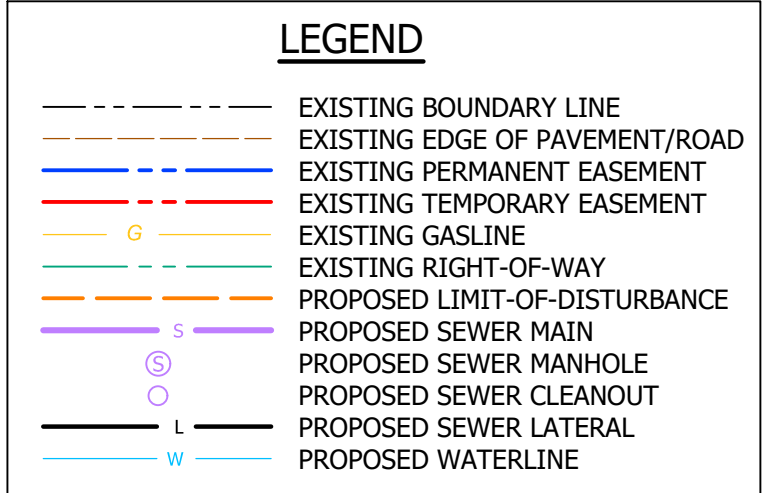 LEGEND
EXISTING BOUNDARY LINE
EXISTING EDGE OF PAVEMENT/ROAD
EXISTING PERMANENT EASEMENT
EXISTING TEMPORARY EASEMENT
G EXISTING GASLINE
EXISTING RIGHT-OF-WAY
PROPOSED LIMIT-OF-DISTURBANCE
S PROPOSED SEWER MAIN
S PROPOSED SEWER MANHOLE
PROPOSED SEWER CLEANOUT
L PROPOSED SEWER LATERAL
W PROPOSED WATERLINE